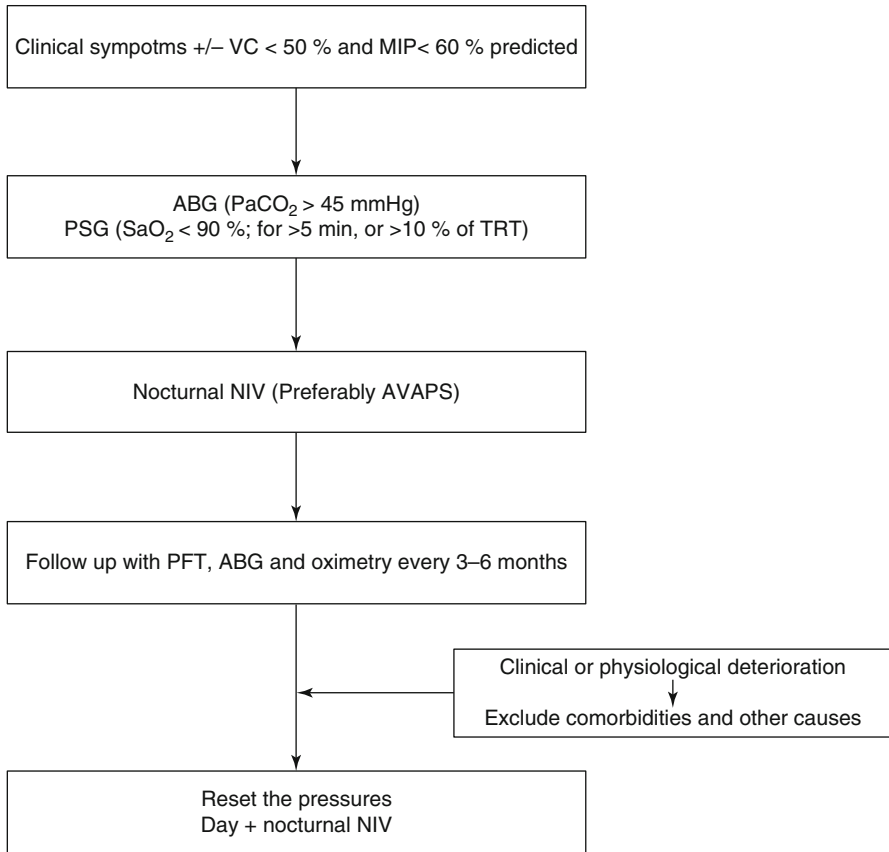 Clinical sympotms +/– VC < 50 % and MIP< 60 % predicted
ABG (PaCO₂ > 45 mmHg)
PSG (SaO₂ < 90 %; for >5 min, or >10 % of TRT)
Nocturnal NIV (Preferably AVAPS)
Follow up with PFT, ABG and oximetry every 3–6 months
Clinical or physiological deterioration
Exclude comorbidities and other causes
Reset the pressures
Day + nocturnal NIV